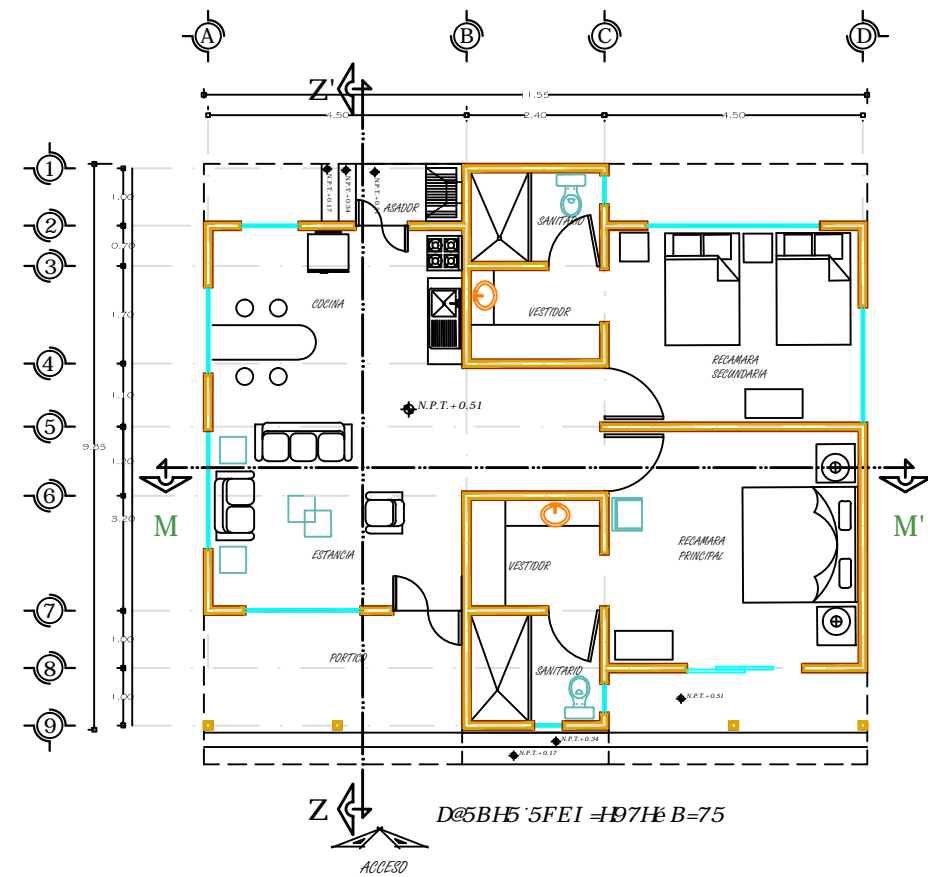 A B C D
Z'
11.55
4.50 2.40 4.50
1
2
3
4
5
6
7
8
9
1.00
0.70
1.70
1.10
1.20
3.20
1.00
1.00
9.85
N.P.T.+0.17
N.P.T.+0.34
ASADOR
SANITARIO
COCINA
VESTIDOR
RECAMARA
SECUNDARIA
N.P.T.+0.51
M M'
ESTANCIA
VESTIDOR
RECAMARA
PRINCIPAL
PORTICO
SANITARIO
N.P.T.+0.51
N.P.T.+0.34
N.P.T.+0.17
Z
ACCESO